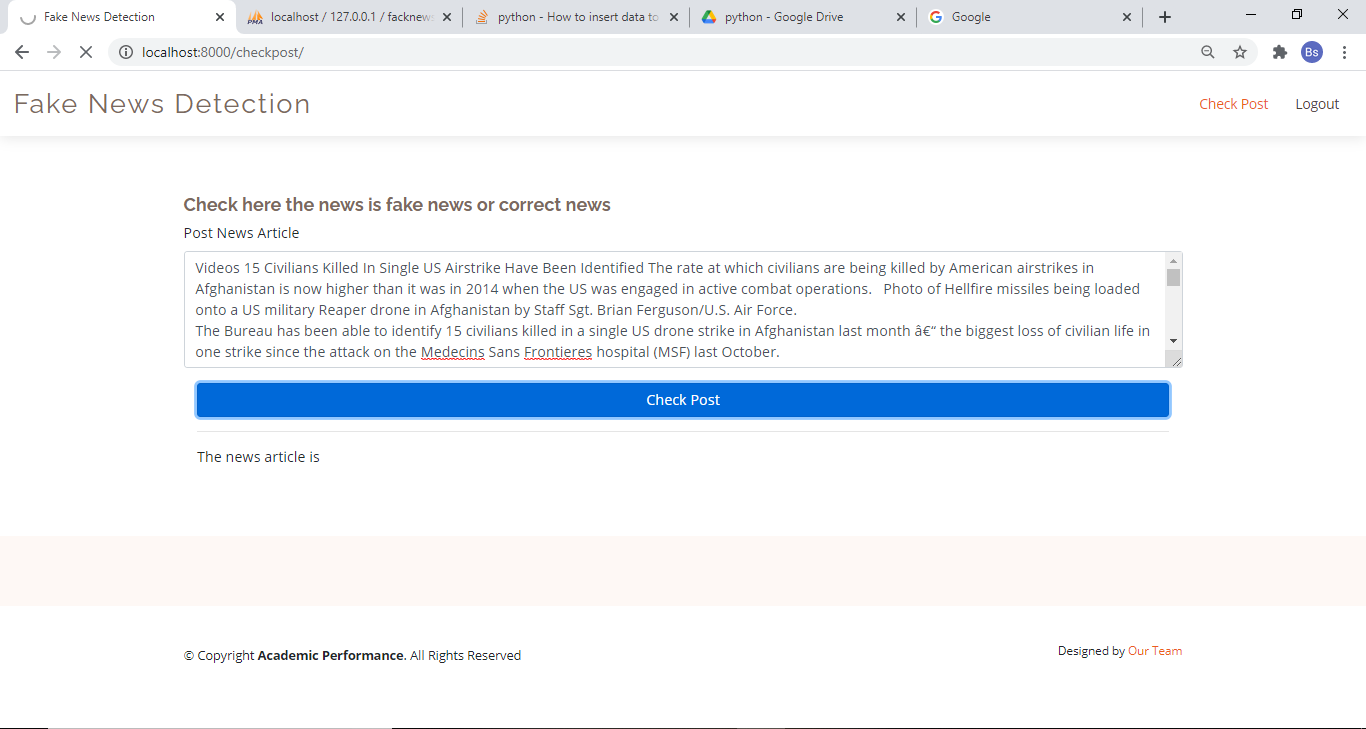 Fake News Detection
localhost / 127.0.0.1 / facknew
python - How to insert data to
python - Google Drive
Google
localhost:8000/checkpost/
Bs
Fake News Detection
Check Post
Logout
Check here the news is fake news or correct news
Post News Article
Videos 15 Civilians Killed In Single US Airstrike Have Been Identified The rate at which civilians are being killed by American airstrikes in
Afghanistan is now higher than it was in 2014 when the US was engaged in active combat operations.   Photo of Hellfire missiles being loaded
onto a US military Reaper drone in Afghanistan by Staff Sgt. Brian Ferguson/U.S. Air Force.
The Bureau has been able to identify 15 civilians killed in a single US drone strike in Afghanistan last month â€“ the biggest loss of civilian life in
one strike since the attack on the Medecins Sans Frontieres hospital (MSF) last October.
Check Post
The news article is
© Copyright Academic Performance. All Rights Reserved
Designed by Our Team